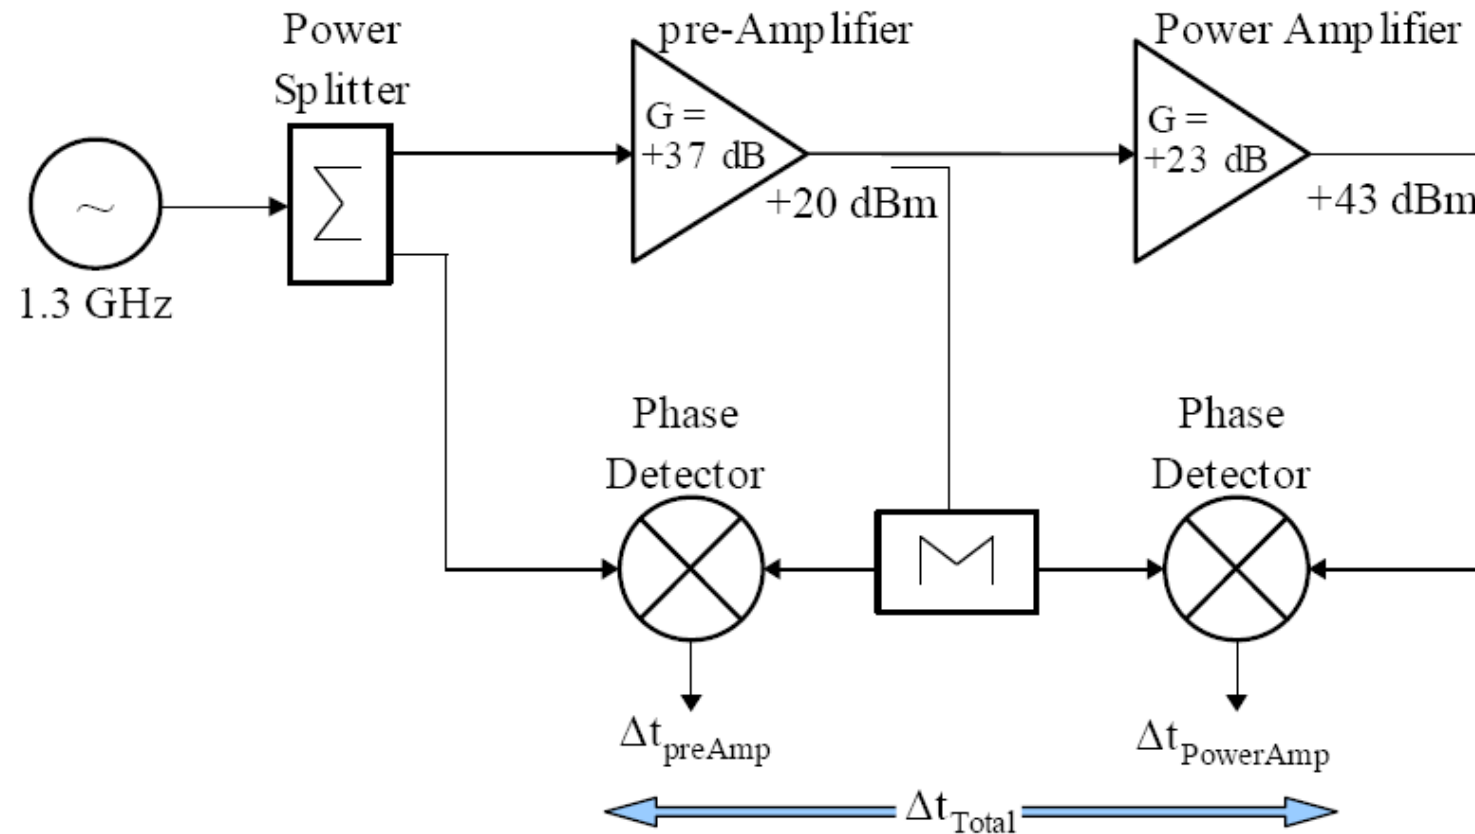 Power
Splitter
pre-Amplifier
Power Amplifier
G =
+37 dB
G =
+23 dB
~
Σ
+20 dBm
+43 dBm
1.3 GHz
Phase
Detector
Phase
Detector
Σ
Δt_preAmp
Δt_PowerAmp
Δt_Total